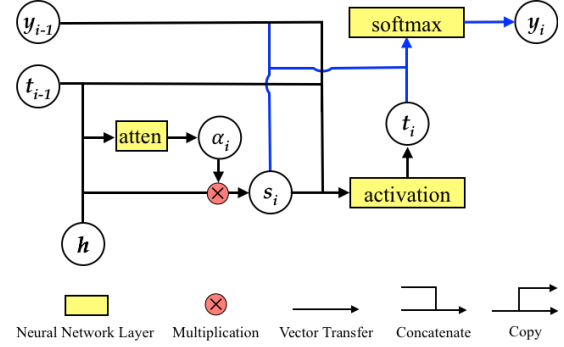 y_{i-1}
softmax
y_i
t_{i-1}
atten
α_i
t_i
s_i
activation
h
Neural Network Layer
Multiplication
Vector Transfer
Concatenate
Copy